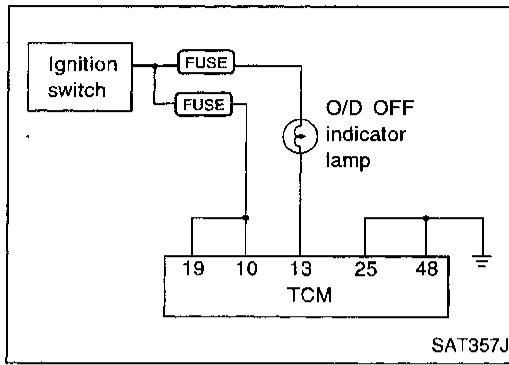 Ignition
switch
FUSE
FUSE
O/D OFF
indicator
lamp
19 10 13 25 48
TCM
SAT357J